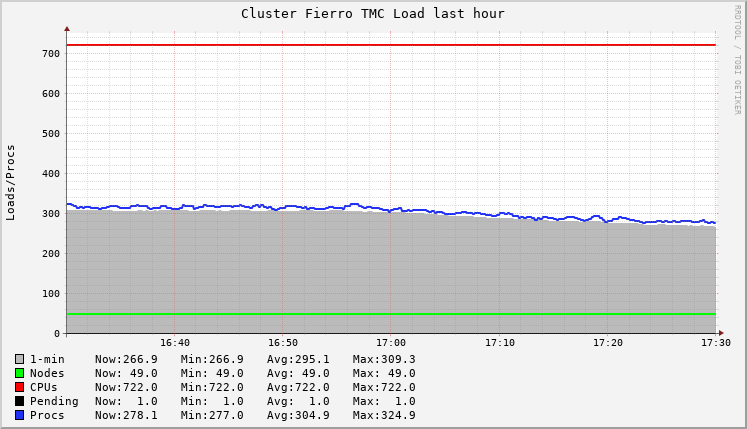 Cluster Fierro TMC Load last hour
RRDTOOL / TOBI OETIKER
Loads/Procs
700
600
500
400
300
200
100
0
16:40 16:50 17:00 17:10 17:20 17:30
1-min Now:266.9 Min:266.9 Avg:295.1 Max:309.3
Nodes Now: 49.0 Min: 49.0 Avg: 49.0 Max: 49.0
CPUs Now:722.0 Min:722.0 Avg:722.0 Max:722.0
Pending Now: 1.0 Min: 1.0 Avg: 1.0 Max: 1.0
Procs Now:278.1 Min:277.0 Avg:304.9 Max:324.9